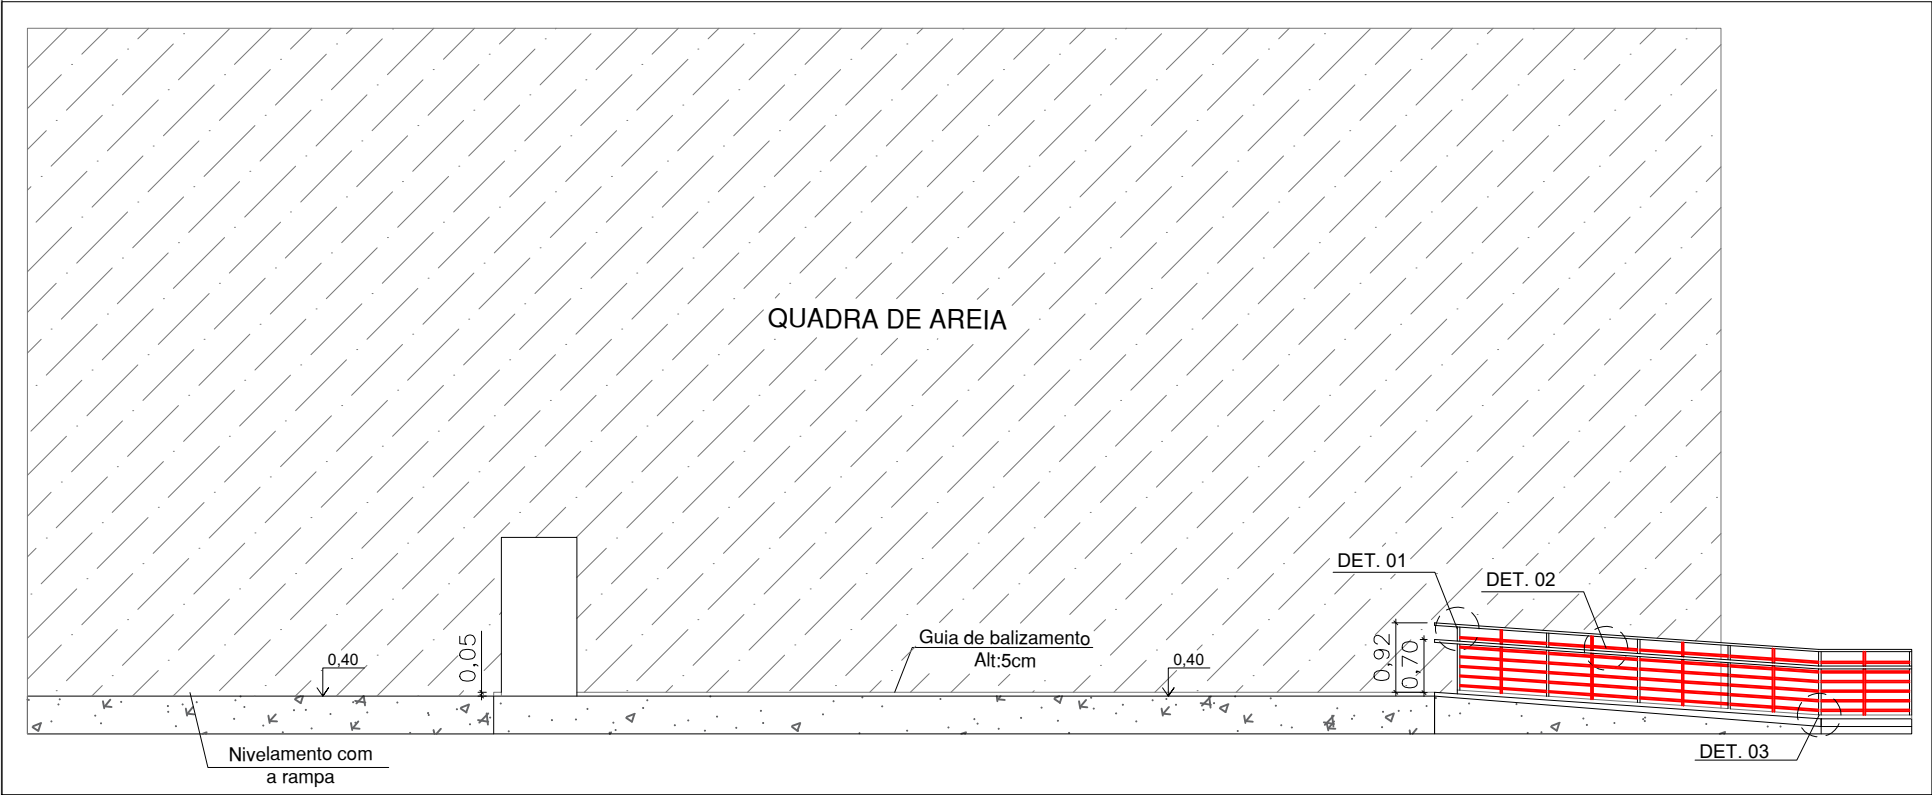 QUADRA DE AREIA
DET. 01
DET. 02
0,05
0,40
Guia de balizamento
Alt:5cm
0,40
0,92
0,70
Nivelamento com
a rampa
DET. 03